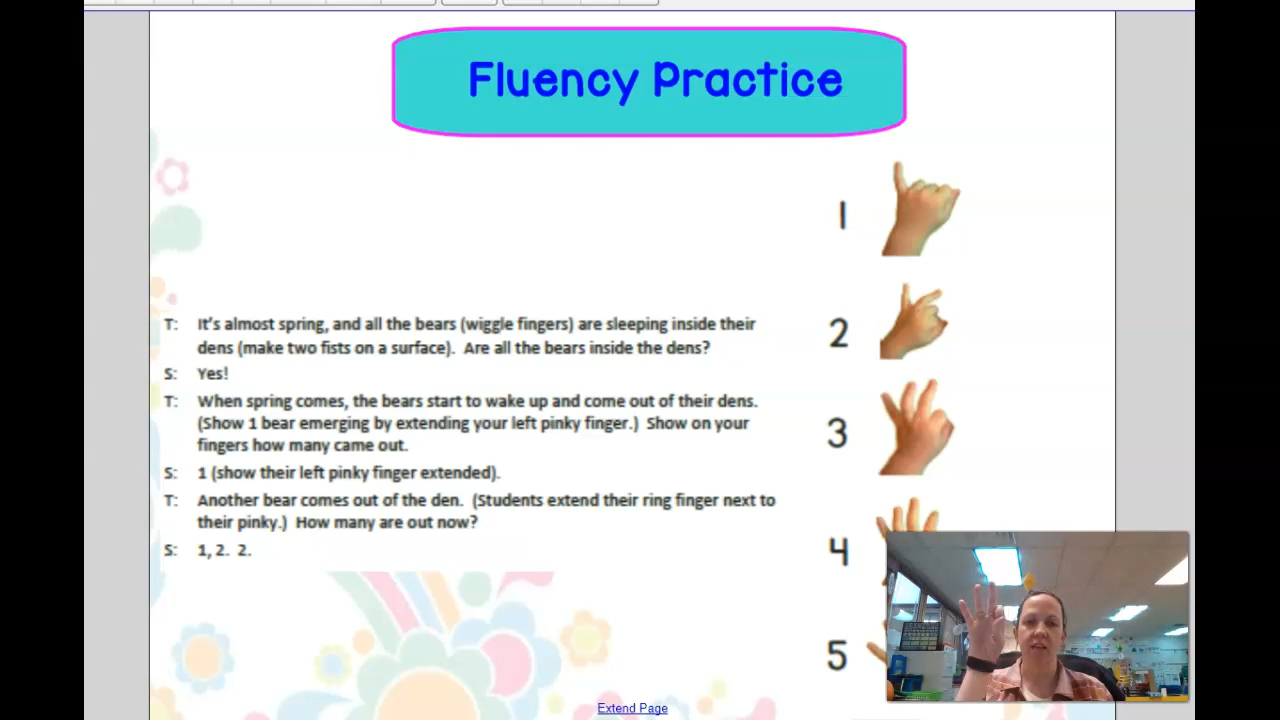 Fluency Practice
1
2
T: It's almost spring, and all the bears (wiggle fingers) are sleeping inside their
dens (make two fists on a surface). Are all the bears inside the dens?
S: Yes!
T: When spring comes, the bears start to wake up and come out of their dens.
(Show 1 bear emerging by extending your left pinky finger.) Show on your
fingers how many came out.
S: 1 (show their left pinky finger extended).
T: Another bear comes out of the den. (Students extend their ring finger next to
their pinky.) How many are out now?
S: 1, 2. 2.
3
4
5
Extend Page